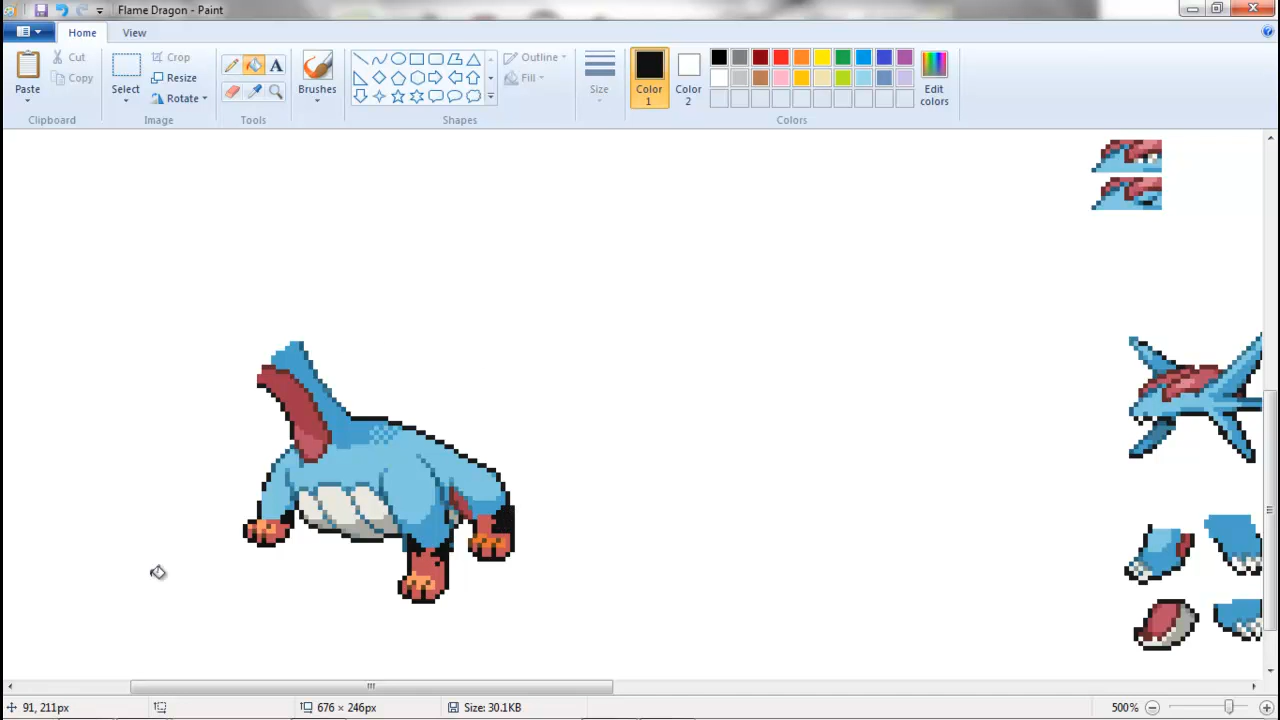 Flame Dragon - Paint
Home
View
Paste
Cut
Copy
Clipboard
Select
Crop
Resize
Rotate
Image
A
Tools
Brushes
Outline
Fill
Shapes
Size
Color 1
Color 2
Edit colors
Colors
91, 211px
676 × 246px
Size: 30.1KB
500%